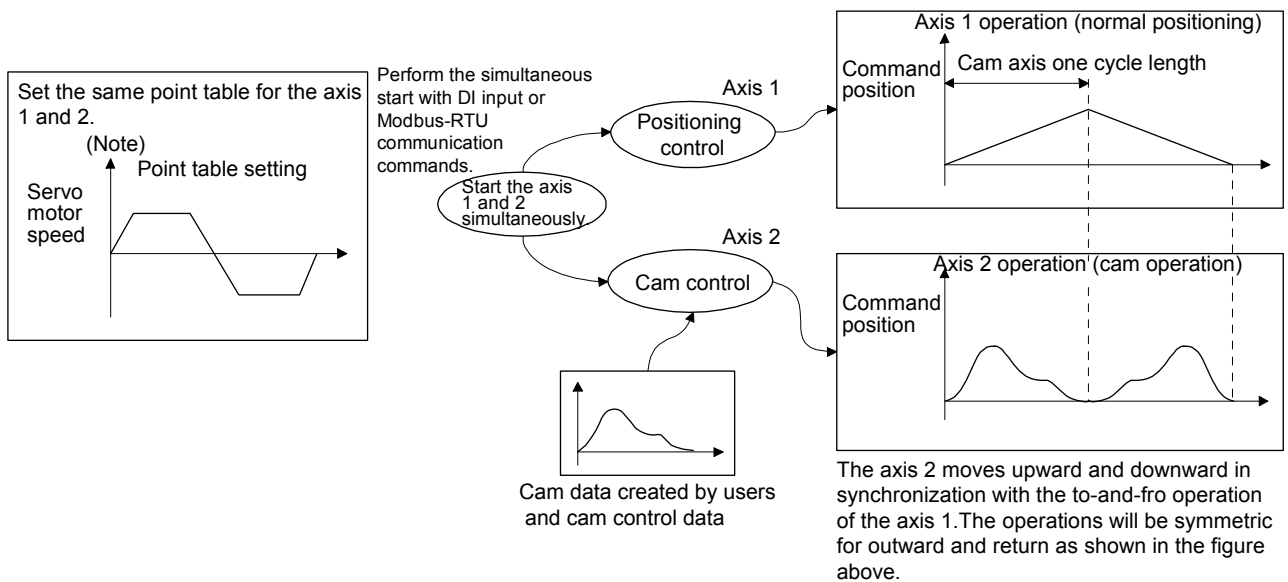 Set the same point table for the axis
1 and 2.
(Note)
Point table setting
Servo
motor
speed
Perform the simultaneous
start with DI input or
Modbus-RTU
communication
commands.
Start the axis
1 and 2
simultaneously.
Axis 1
Positioning
control
Axis 2
Cam control
Cam data created by users
and cam control data
Axis 1 operation (normal positioning)
Command
position
Cam axis one cycle length
Axis 2 operation (cam operation)
Command
position
The axis 2 moves upward and downward in
synchronization with the to-and-fro operation
of the axis 1.The operations will be symmetric
for outward and return as shown in the figure
above.